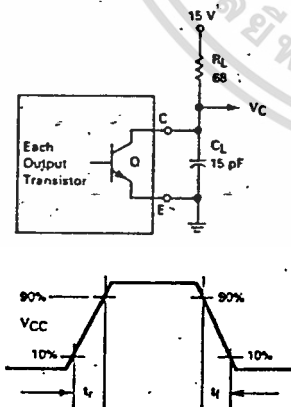 15 V
RL
68
VC
C
Each
Output
Transistor
Q
CL
15 pF
E
90%
90%
VCC
10%
10%
tr
tf